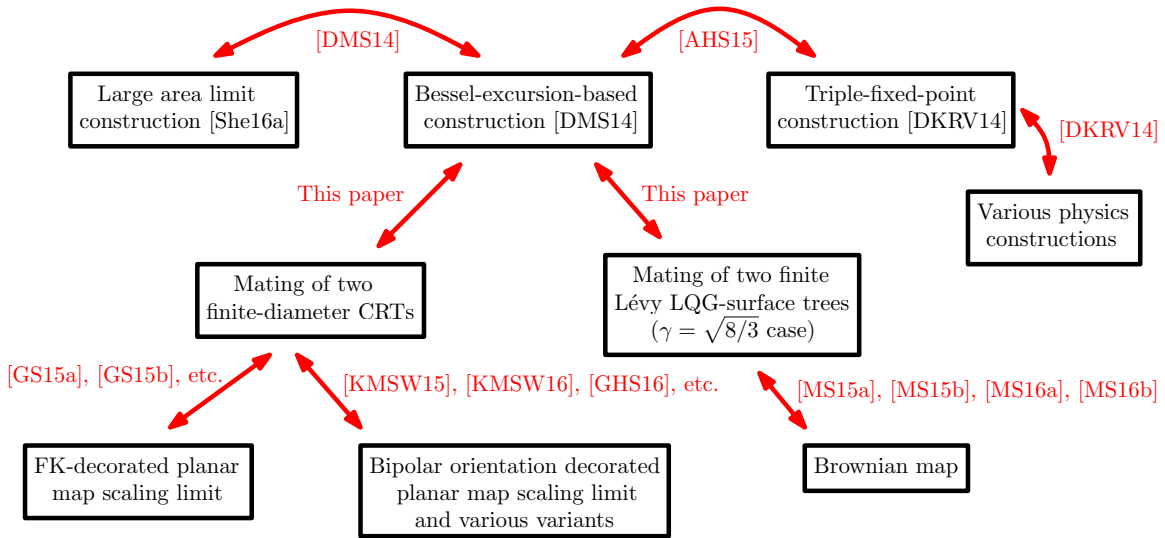 [DMS14]
[AHS15]
Large area limit
construction [She16a]
Bessel-excursion-based
construction [DMS14]
Triple-fixed-point
construction [DKRV14]
[DKRV14]
This paper
This paper
Various physics
constructions
Mating of two
finite-diameter CRTs
Mating of two finite
Lévy LQG-surface trees
(γ = √8/3 case)
[GS15a], [GS15b], etc.
[KMSW15], [KMSW16], [GHS16], etc.
[MS15a], [MS15b], [MS16a], [MS16b]
FK-decorated planar
map scaling limit
Bipolar orientation decorated
planar map scaling limit
and various variants
Brownian map